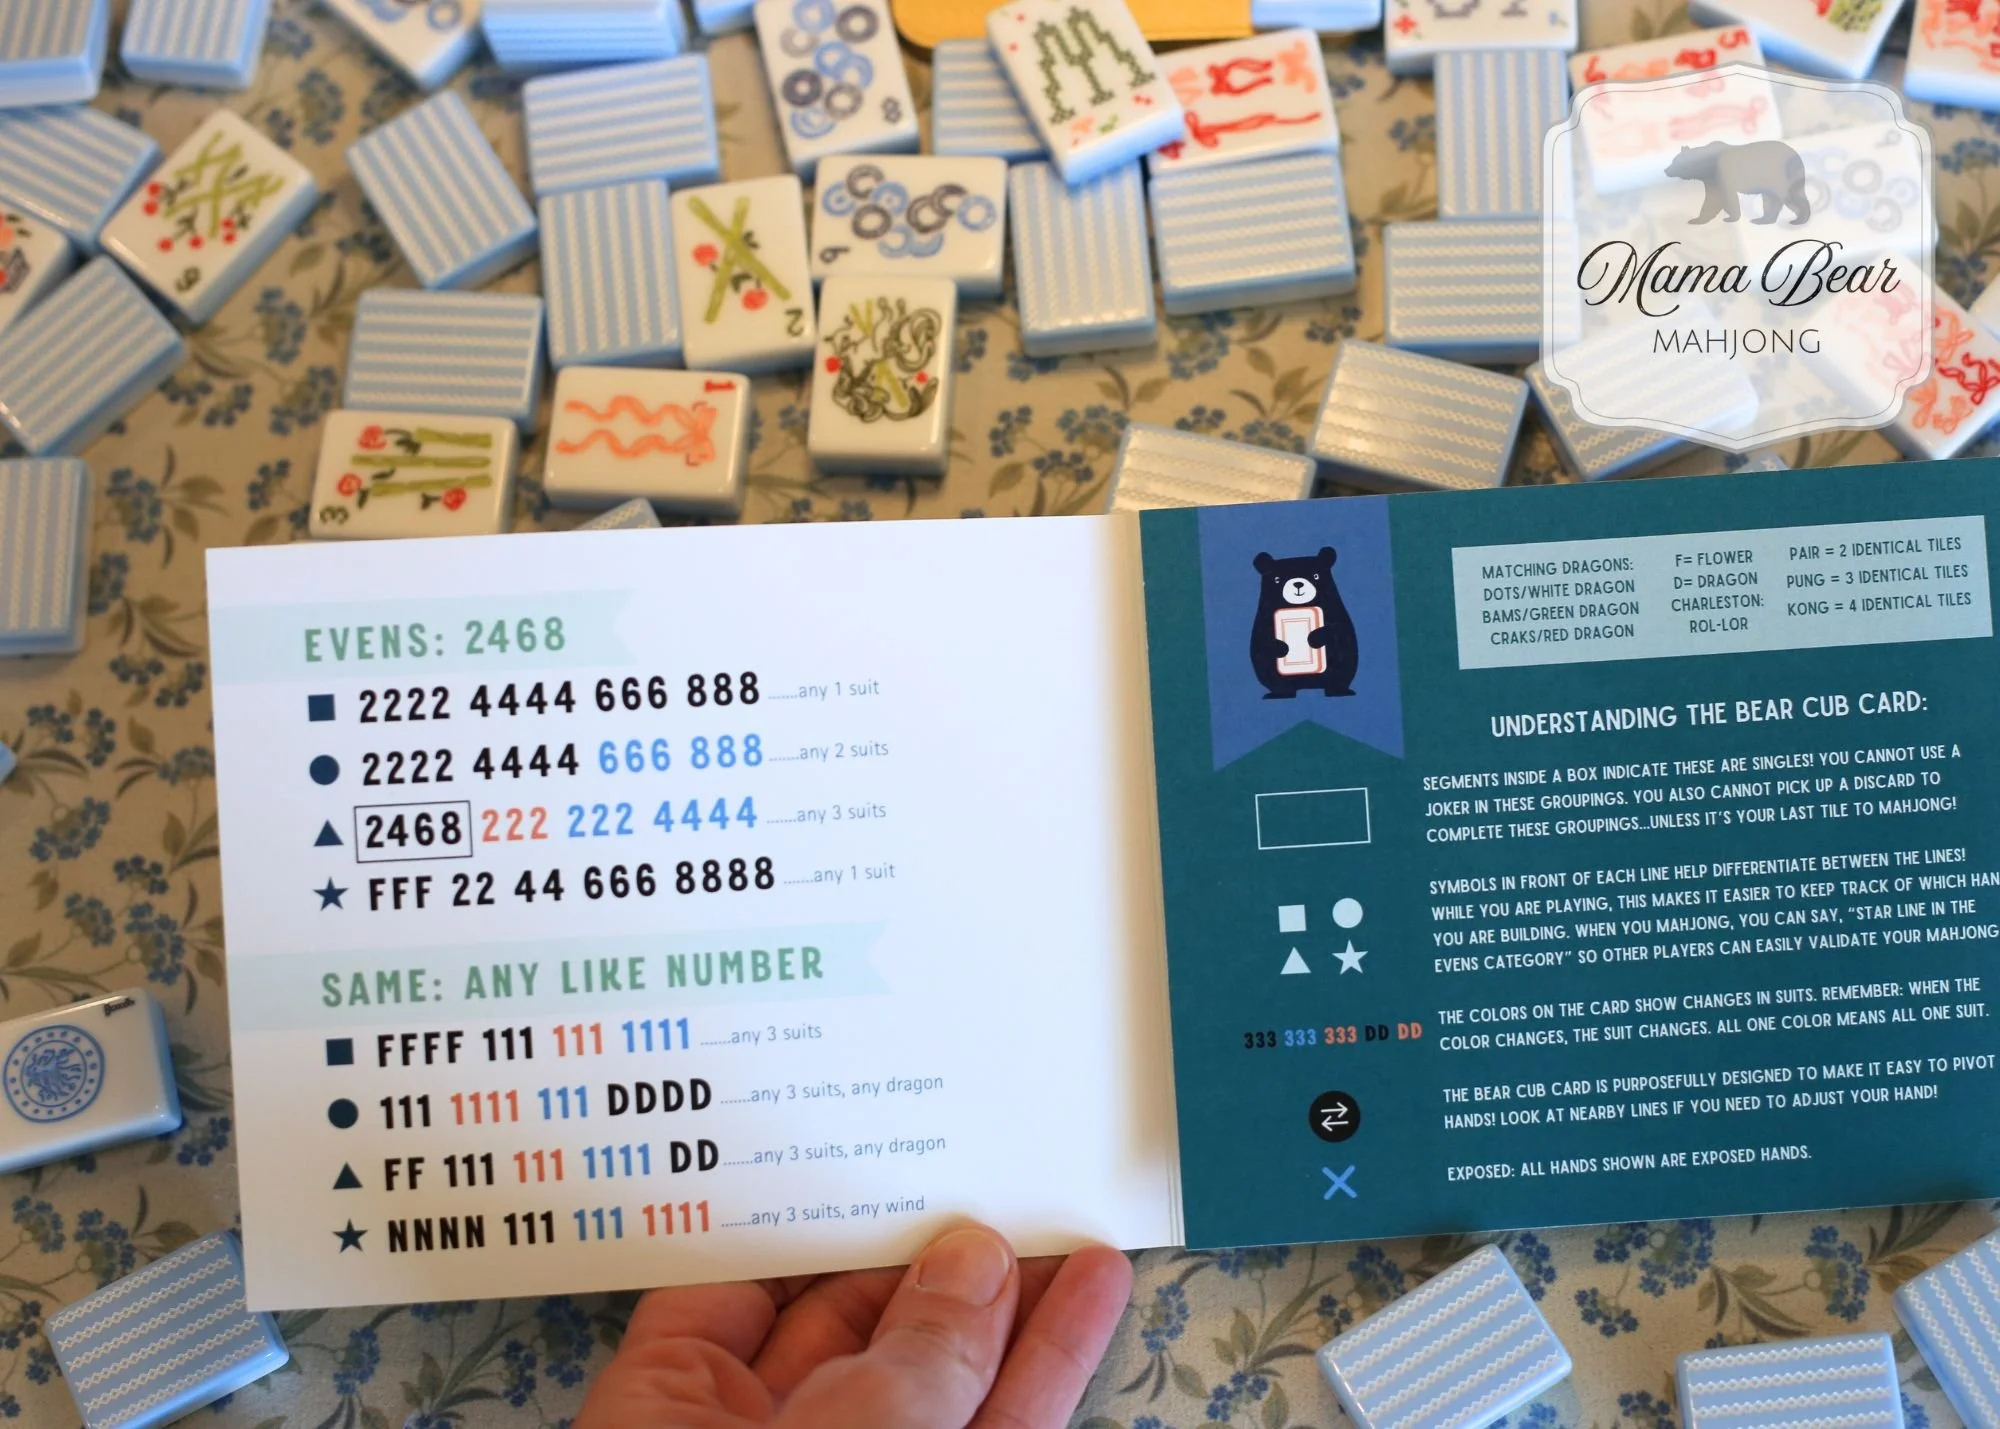 Mama Bear
MAHJONG
5
8
2
6
6
1
3
EVENS: 2468
2222 4444 666 888 .......any 1 suit
2222 4444 666 888 .......any 2 suits
2468 222 222 4444 .......any 3 suits
FFF 22 44 666 8888 .......any 1 suit
SAME: ANY LIKE NUMBER
FFFF 111 111 1111 .......any 3 suits
111 1111 111 DDDD .......any 3 suits, any dragon
FF 111 111 1111 DD .......any 3 suits, any dragon
NNNN 111 111 1111 .......any 3 suits, any wind
MATCHING DRAGONS:
DOTS/WHITE DRAGON
BAMS/GREEN DRAGON
CRAKS/RED DRAGON
F= FLOWER
D= DRAGON
CHARLESTON:
ROL-LOR
PAIR = 2 IDENTICAL TILES
PUNG = 3 IDENTICAL TILES
KONG = 4 IDENTICAL TILES
UNDERSTANDING THE BEAR CUB CARD:
SEGMENTS INSIDE A BOX INDICATE THESE ARE SINGLES! YOU CANNOT USE A
JOKER IN THESE GROUPINGS. YOU ALSO CANNOT PICK UP A DISCARD TO
COMPLETE THESE GROUPINGS...UNLESS IT'S YOUR LAST TILE TO MAHJONG!
SYMBOLS IN FRONT OF EACH LINE HELP DIFFERENTIATE BETWEEN THE LINES!
WHILE YOU ARE PLAYING, THIS MAKES IT EASIER TO KEEP TRACK OF WHICH HAN
YOU ARE BUILDING. WHEN YOU MAHJONG, YOU CAN SAY, "STAR LINE IN THE
EVENS CATEGORY" SO OTHER PLAYERS CAN EASILY VALIDATE YOUR MAHJONG
333 333 333 DD DD
THE COLORS ON THE CARD SHOW CHANGES IN SUITS. REMEMBER: WHEN THE
COLOR CHANGES, THE SUIT CHANGES. ALL ONE COLOR MEANS ALL ONE SUIT.
THE BEAR CUB CARD IS PURPOSEFULLY DESIGNED TO MAKE IT EASY TO PIVOT
HANDS! LOOK AT NEARBY LINES IF YOU NEED TO ADJUST YOUR HAND!
EXPOSED: ALL HANDS SHOWN ARE EXPOSED HANDS.